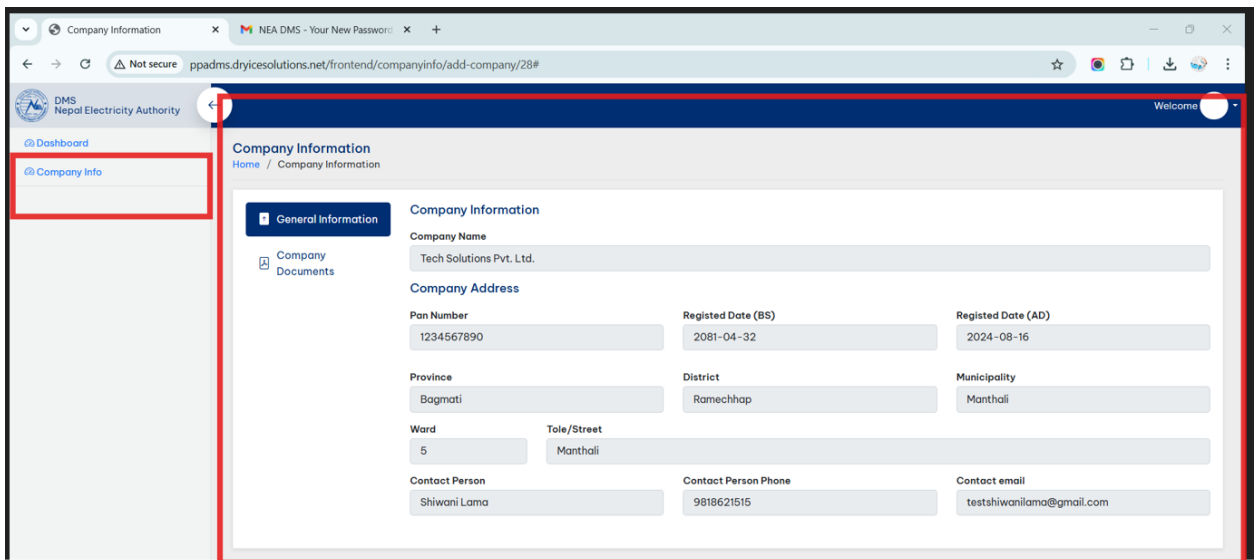 Company Information
NEA DMS - Your New Password
Not secure ppadms.dryicesolutions.net/frontend/companyinfo/add-company/28#
DMS
Nepal Electricity Authority
Welcome
Dashboard
Company Info
Company Information
Home / Company Information
General Information
Company
Documents
Company Information
Company Name
Tech Solutions Pvt. Ltd.
Company Address
Pan Number Registed Date (BS) Registed Date (AD)
1234567890 2081-04-32 2024-08-16
Province District Municipality
Bagmati Ramechhap Manthali
Ward Tole/Street
5 Manthali
Contact Person Contact Person Phone Contact email
Shiwani Lama 9818621515 testshiwanilama@gmail.com